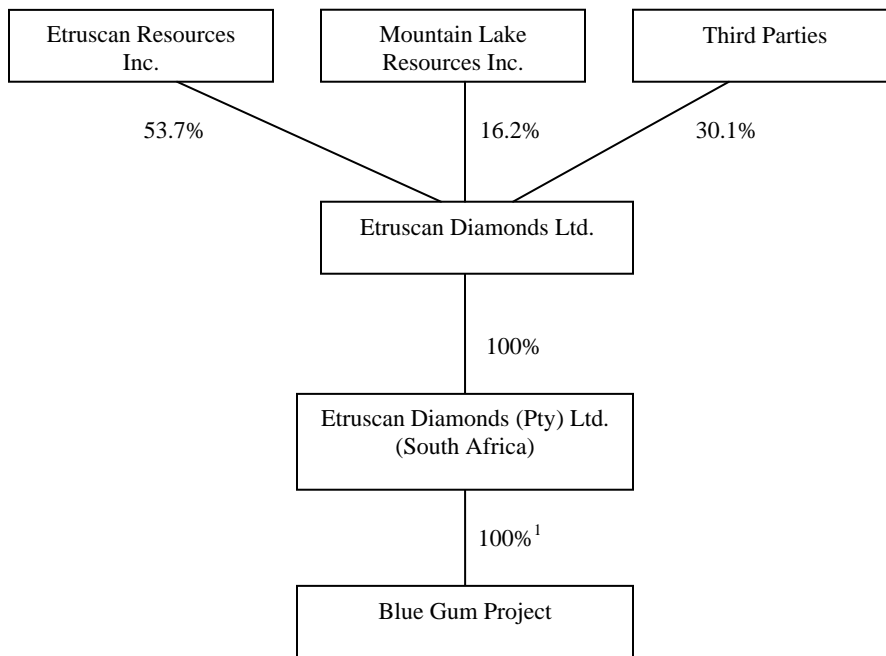 Etruscan Resources
Inc.
Mountain Lake
Resources Inc.
Third Parties
53.7%
16.2%
30.1%
Etruscan Diamonds Ltd.
100%
Etruscan Diamonds (Pty) Ltd.
(South Africa)
100%¹
Blue Gum Project